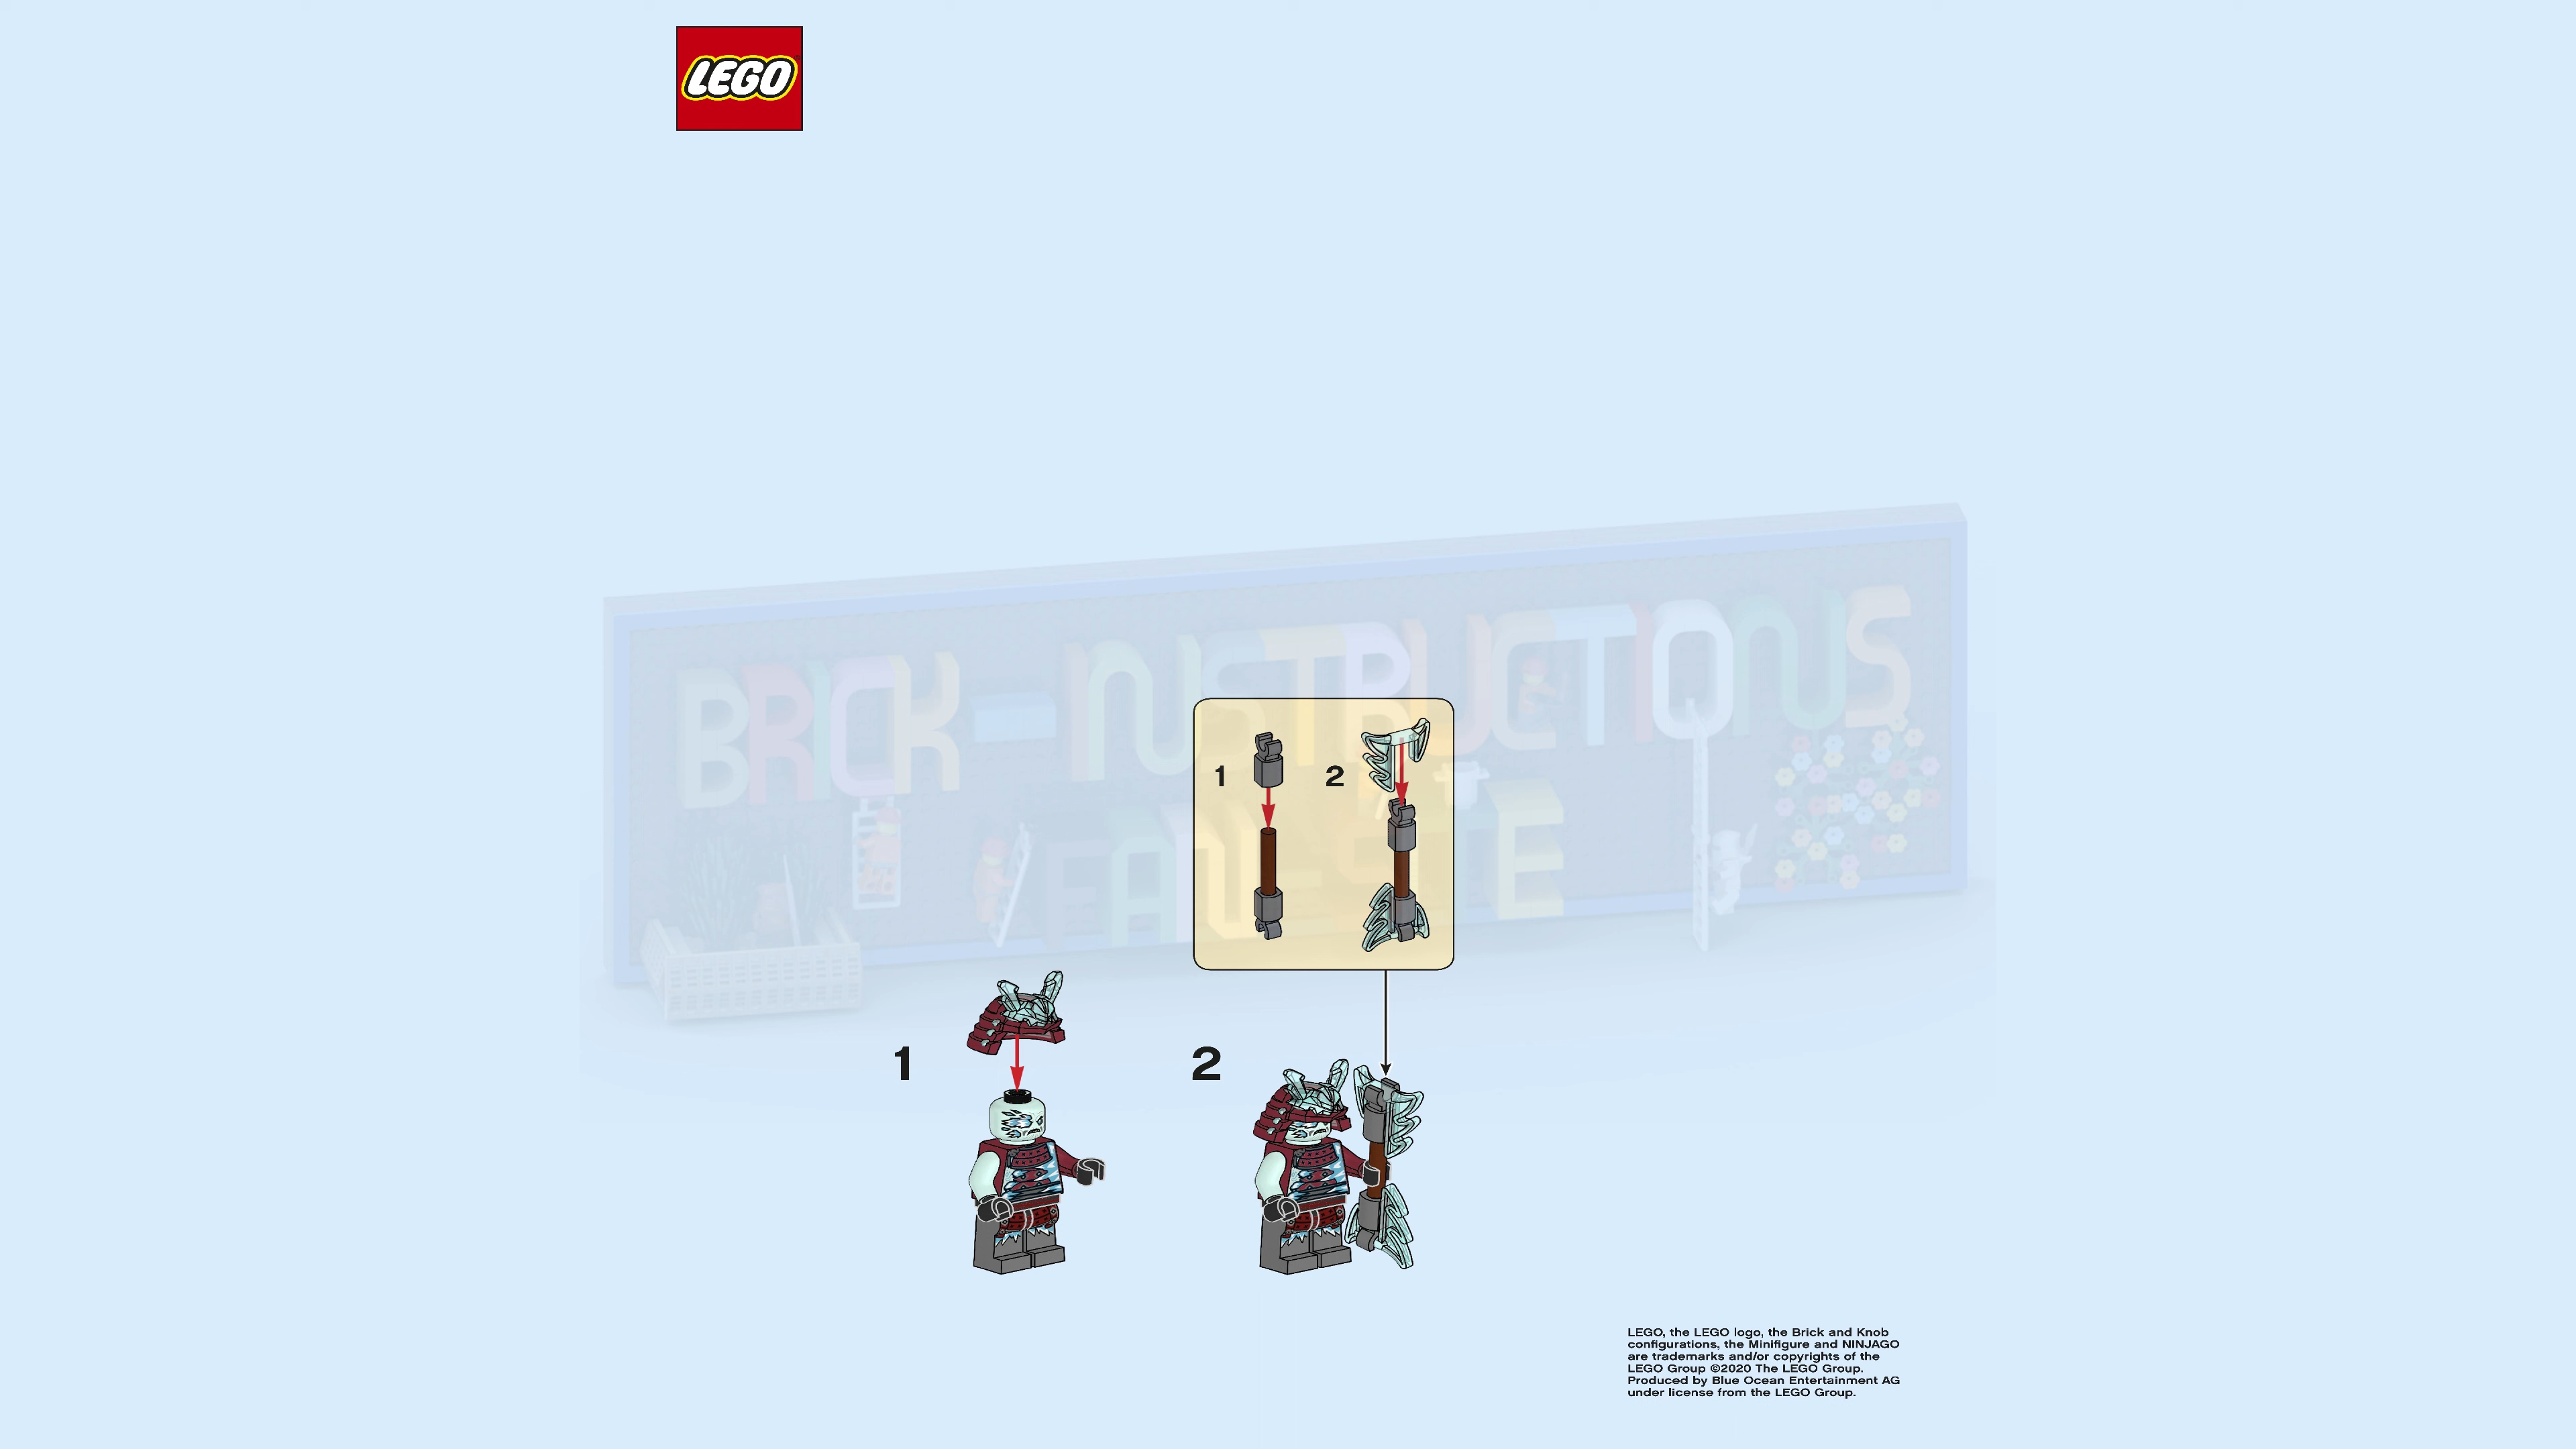 LEGO
BRICK-INSTRUCTIONS
1
2
1
2
LEGO, the LEGO logo, the Brick and Knob
configurations, the Minifigure and NINJAGO
are trademarks and/or copyrights of the
LEGO Group ©2020 The LEGO Group.
Produced by Blue Ocean Entertainment AG
under license from the LEGO Group.